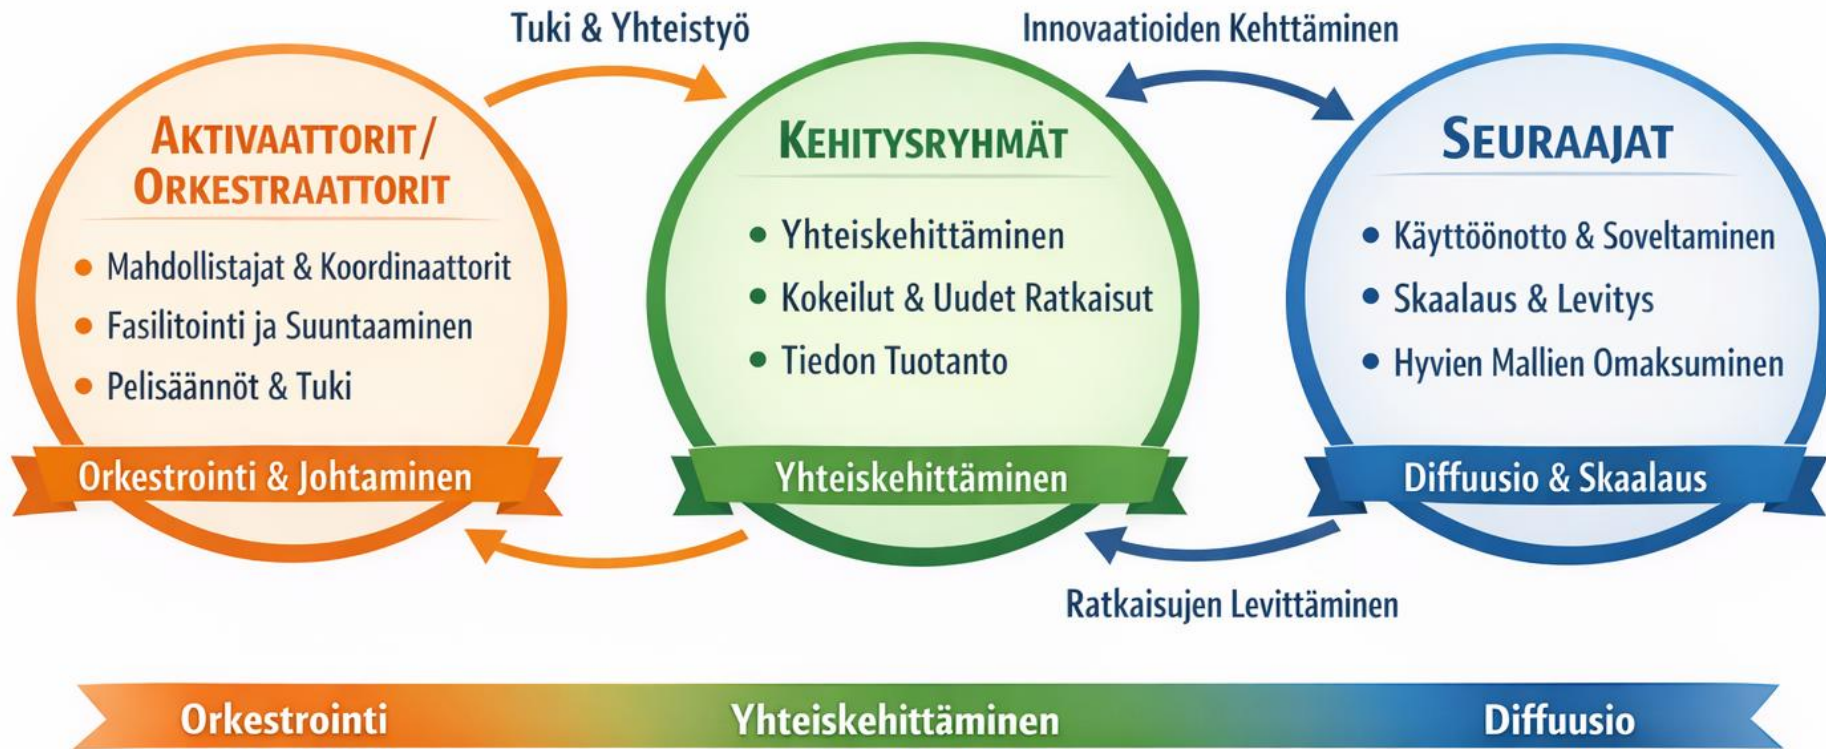 Tuki & Yhteistyö
Innovaatioiden Kehttäminen
AKTIVAATTORIT/
ORKESTRAATTORIT
• Mahdollistajat & Koordinaattorit
• Fasilitointi ja Suuntaaminen
• Pelisäännöt & Tuki
Orkestrointi & Johtaminen
KEHITYSRYHMÄT
• Yhteiskehittäminen
• Kokeilut & Uudet Ratkaisut
• Tiedon Tuotanto
Yhteiskehittäminen
SEURAAJAT
• Käyttöönotto & Soveltaminen
• Skaalaus & Levitys
• Hyvien Mallien Omaksuminen
Diffuusio & Skaalaus
Ratkaisujen Levittäminen
Orkestrointi
Yhteiskehittäminen
Diffuusio